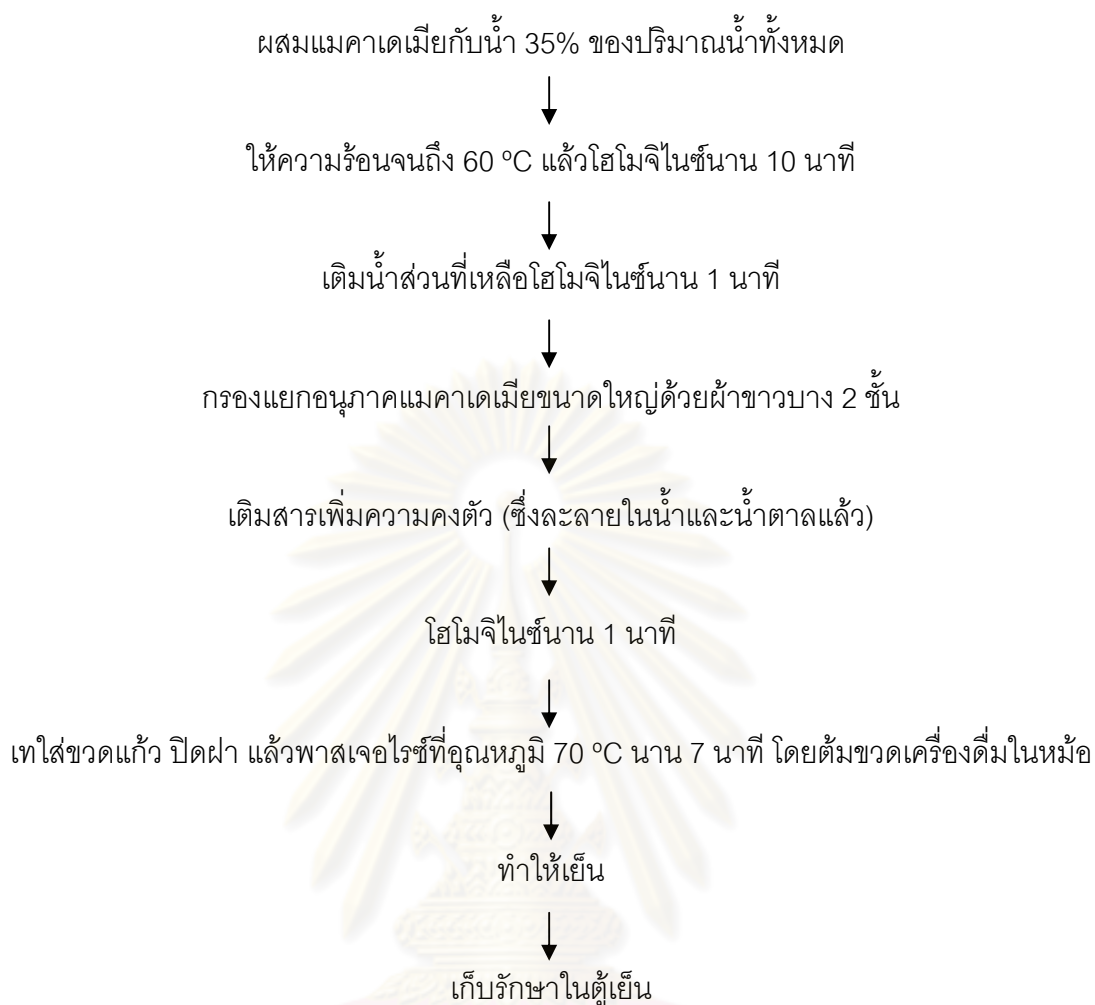 ผสมแมคาเดเมียกับน้ำ 35% ของปริมาณน้ำทั้งหมด
ให้ความร้อนจนถึง 60 ºC แล้วโฮโมจิไนซ์นาน 10 นาที
เติมน้ำส่วนที่เหลือโฮโมจิไนซ์นาน 1 นาที
กรองแยกอนุภาคแมคาเดเมียขนาดใหญ่ด้วยผ้าขาวบาง 2 ชั้น
เติมสารเพิ่มความคงตัว (ซึ่งละลายในน้ำและน้ำตาลแล้ว)
โฮโมจิไนซ์นาน 1 นาที
เทใส่ขวดแก้ว ปิดฝา แล้วพาสเจอไรซ์ที่อุณหภูมิ 70 ºC นาน 7 นาที โดยต้มขวดเครื่องดื่มในหม้อ
ทำให้เย็น
เก็บรักษาในตู้เย็น